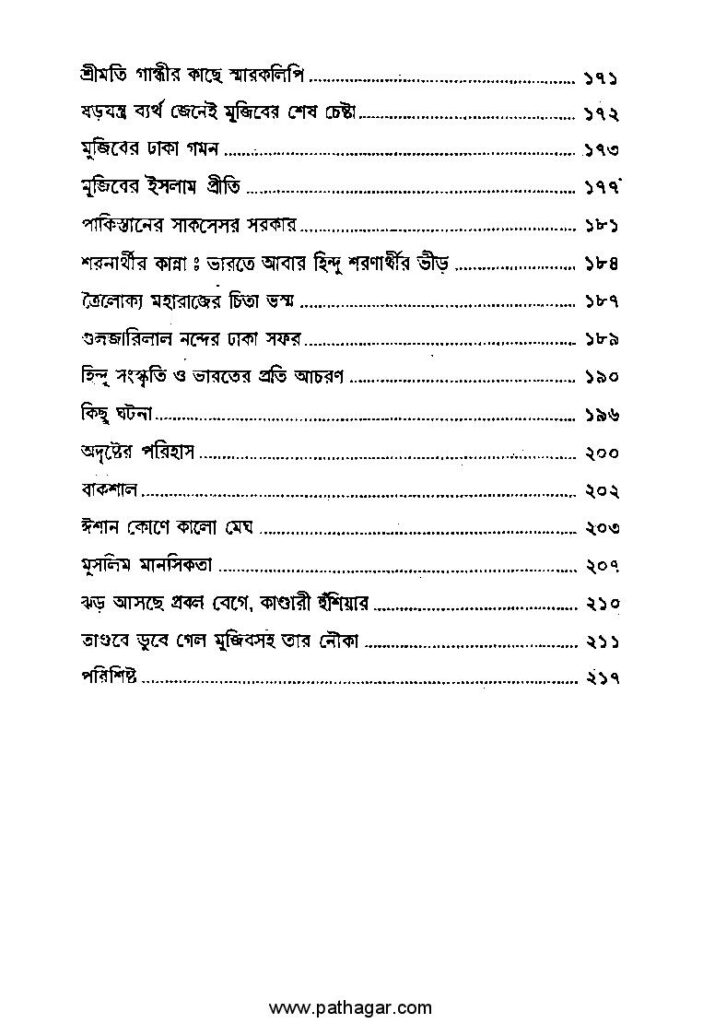 শ্রীমতি গান্ধীর কাছে স্মারকলিপি ........................................................ ১৭১
ষড়যন্ত্র ব্যর্থ জেনেই মুজিবের শেষ চেষ্টা ........................................................ ১৭২
মুজিবের ঢাকা গমন ........................................................ ১৭৩
মুজিবের ইসলাম প্রীতি ........................................................ ১৭৭
পাকিস্তানের সাকসেসর সরকার ........................................................ ১৮১
শরনার্থীর কান্না ঃ ভারতে আবার হিন্দু শরণার্থীর ভীড় ........................................................ ১৮৪
ত্রৈলোক্য মহারাজের চিতা ভস্ম ........................................................ ১৮৭
গুলজারিলাল নন্দের ঢাকা সফর ........................................................ ১৮৯
হিন্দু সংস্কৃতি ও ভারতের প্রতি আচরণ ........................................................ ১৯০
কিছু ঘটনা ........................................................ ১৯৬
অদৃষ্টের পরিহাস ........................................................ ২০০
বাকশাল ........................................................ ২০২
ঈশান কোণে কালো মেঘ ........................................................ ২০৩
মুসলিম মানসিকতা ........................................................ ২০৭
ঝড় আসছে প্রবল বেগে, কাণ্ডারী হুঁশিয়ার ........................................................ ২১০
তাণ্ডবে ডুবে গেল মুজিবসহ তার নৌকা ........................................................ ২১১
পরিশিষ্ট ........................................................ ২১৭
www.pathagar.com